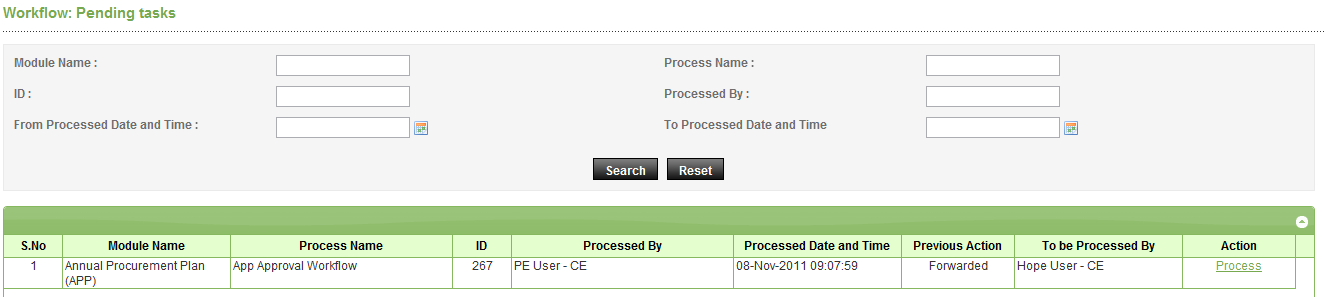 Workflow: Pending tasks
Module Name : Process Name :
ID : Processed By :
From Processed Date and Time : To Processed Date and Time
Search Reset
S.No Module Name Process Name ID Processed By Processed Date and Time Previous Action To be Processed By Action
1 Annual Procurement Plan App Approval Workflow 267 PE User - CE 08-Nov-2011 09:07:59 Forwarded Hope User - CE Process
(APP)